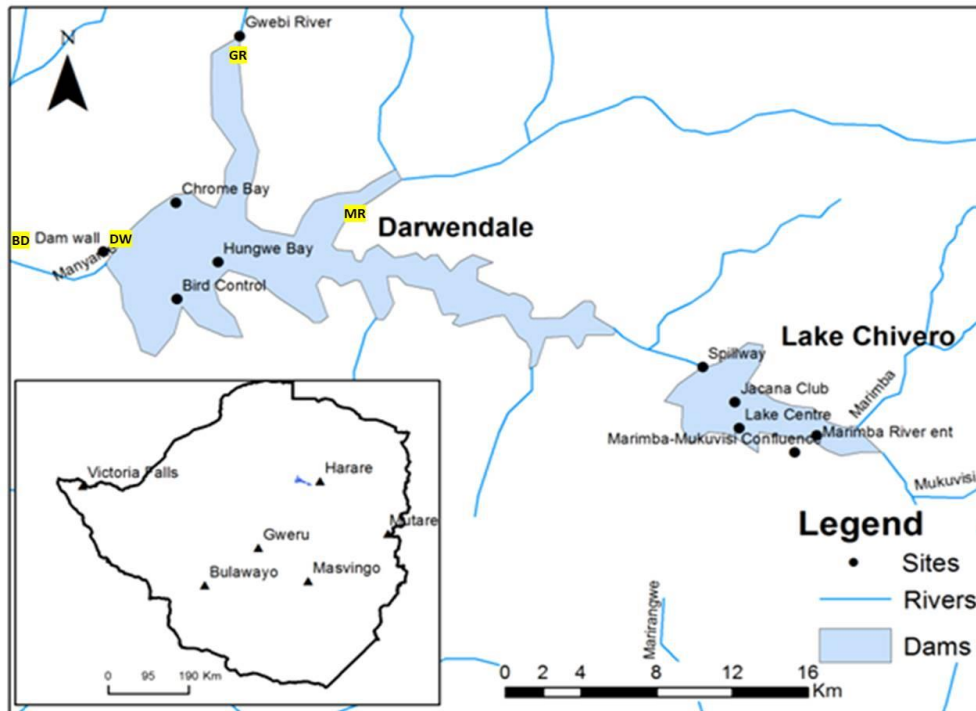 Gwebi River
N
GR
Chrome Bay
MR
Darwendale
BD Dam wall DW
Hungwe Bay
Manya
Bird Control
Lake Chivero
Spillway
Marimba
Jacana Club
Lake Centre
Marimba-Mukuvisi Confluence
Marimba River ent
Mukuvisi
Victoria Falls
Harare
Mutare
Gweru
Bulawayo
Masvingo
0 95 190 Km
Legend
Sites
Rivers
Dams
Marirangwe
0 2 4 8 12 16
Km